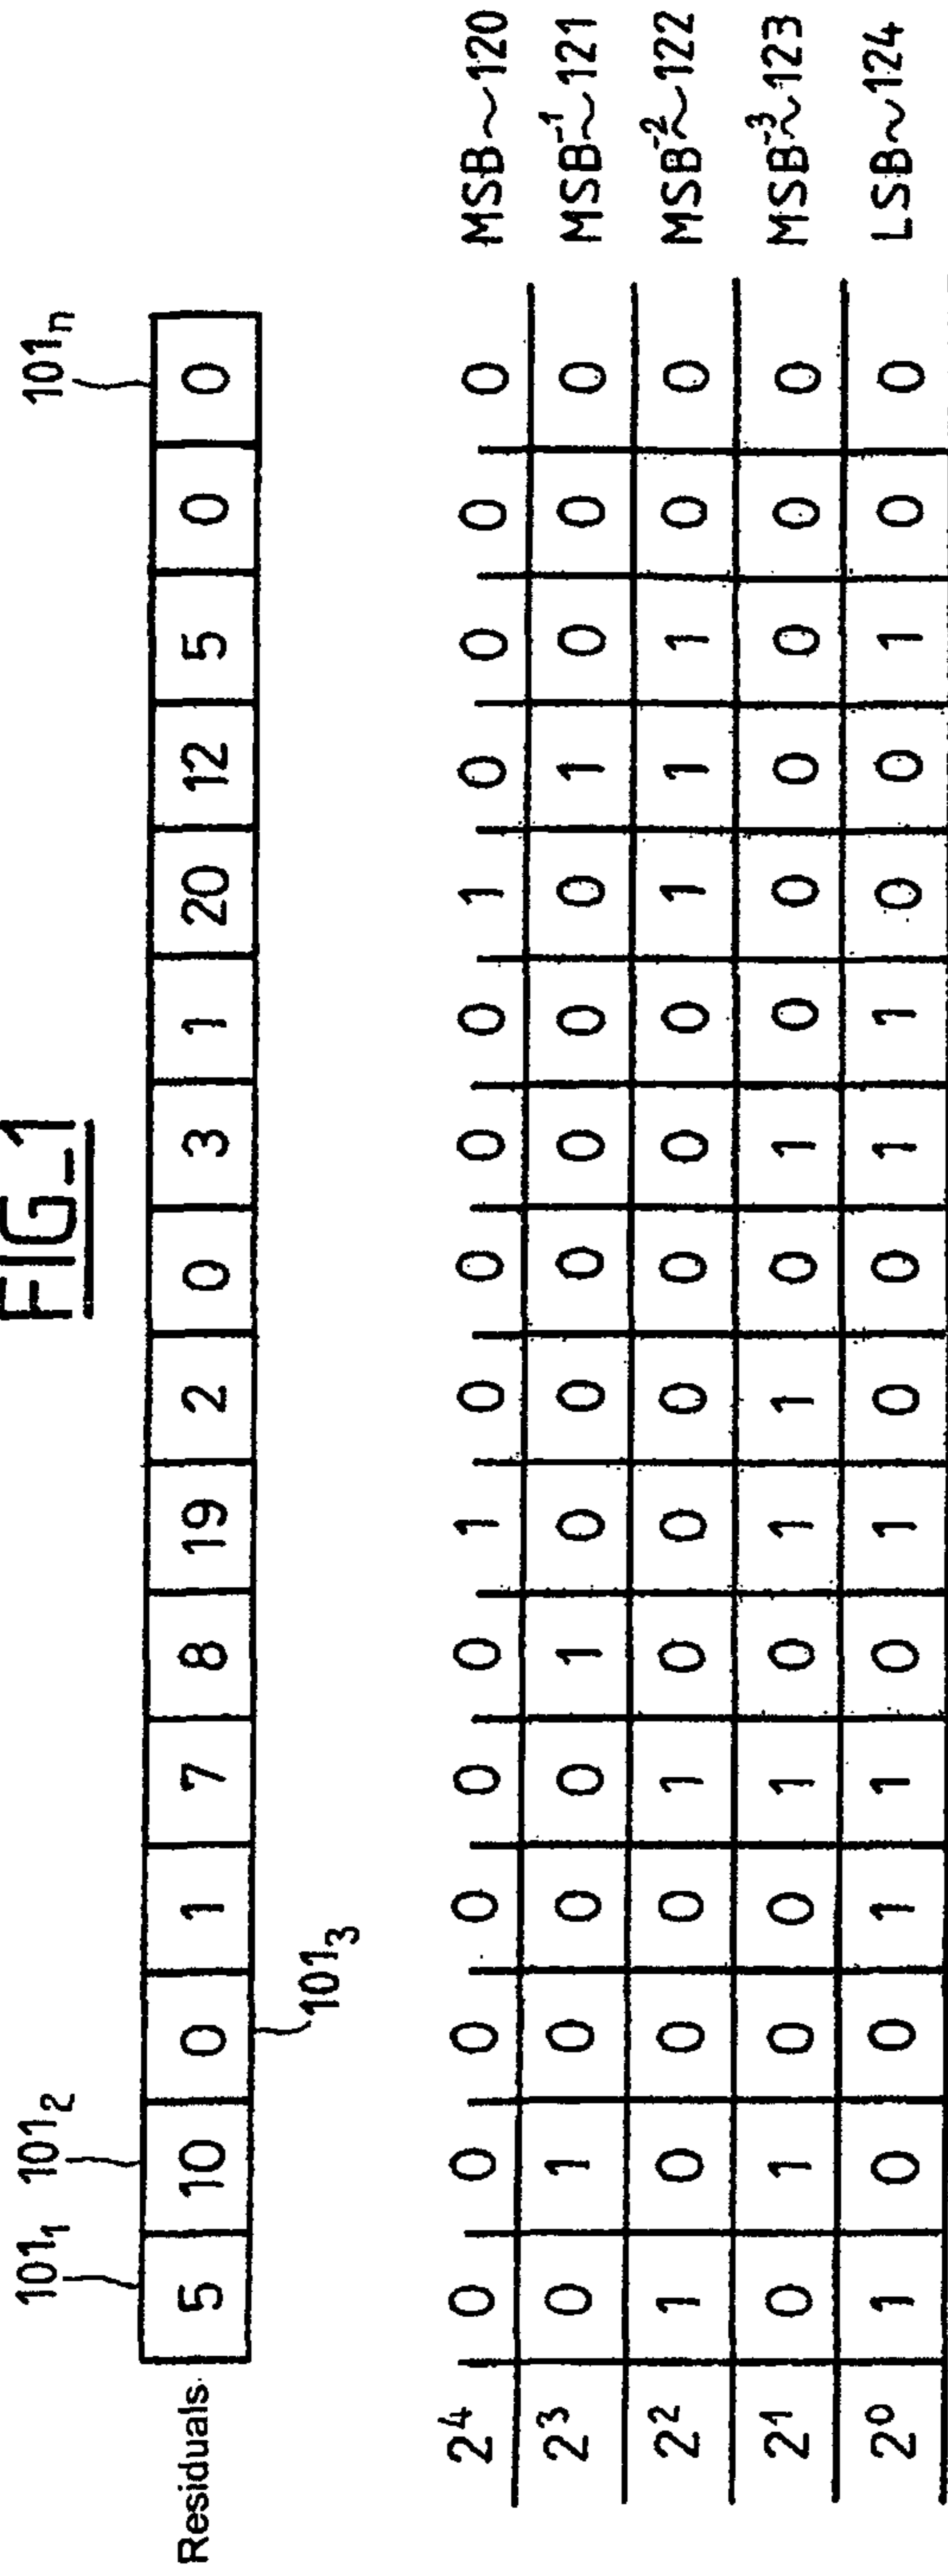 FIG_1
101₁ 101₂ 101ₙ
Residuals 5 10 0 1 7 8 19 2 0 3 1 20 12 5 0 0
101₃
2⁴ 0 0 0 0 0 0 1 0 0 0 0 1 0 0 0 0 MSB~120
2³ 0 1 0 0 0 1 0 0 0 0 0 0 1 0 0 0 MSB⁻¹~121
2² 1 0 0 0 1 0 0 0 0 0 0 1 1 1 0 0 MSB⁻²~122
2¹ 0 1 0 0 1 0 1 1 0 1 0 0 0 0 0 0 MSB⁻³~123
2⁰ 1 0 0 1 1 0 1 0 0 1 1 0 0 1 0 0 LSB~124